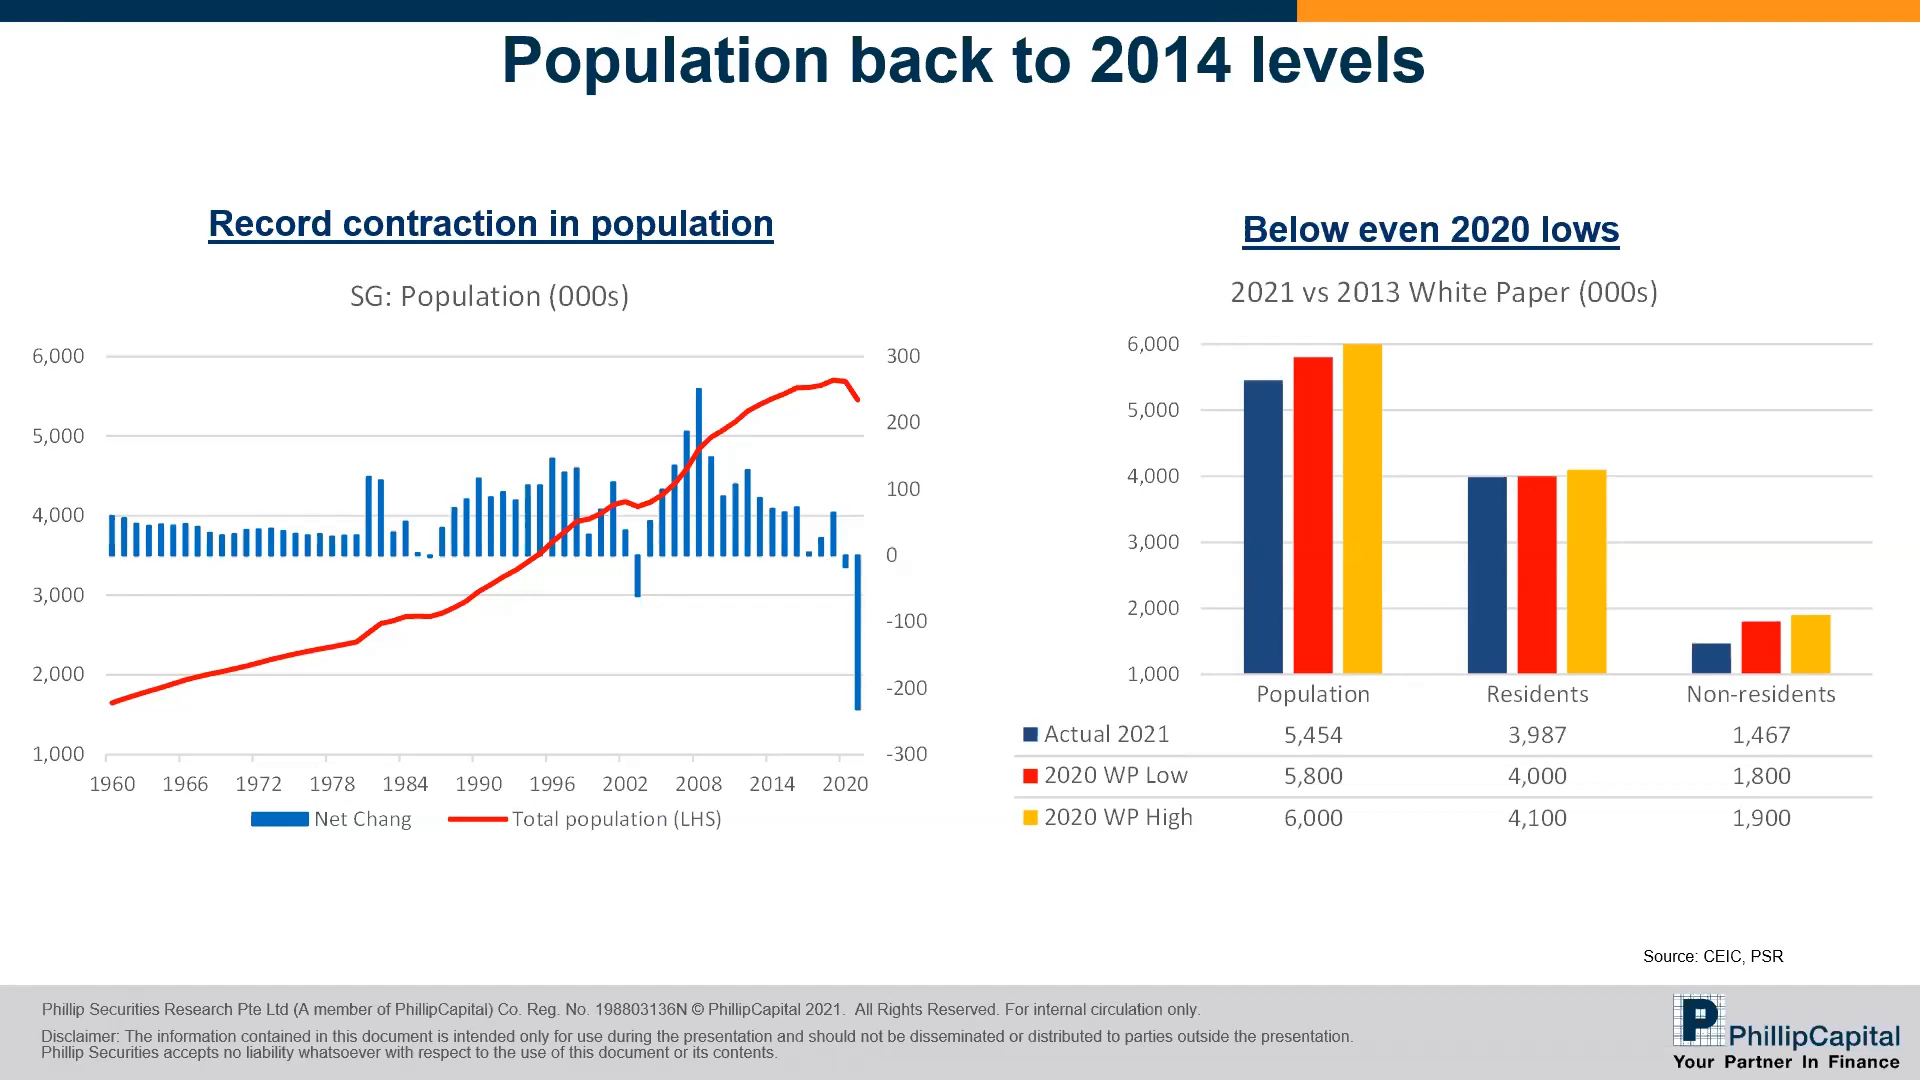 Population back to 2014 levels
Record contraction in population
SG: Population (000s)
6,000
5,000
4,000
3,000
2,000
1,000
300
200
100
0
-100
-200
-300
1960 1966 1972 1978 1984 1990 1996 2002 2008 2014 2020
Net Chang Total population (LHS)
Below even 2020 lows
2021 vs 2013 White Paper (000s)
6,000
5,000
4,000
3,000
2,000
1,000
Population Residents Non-residents
Actual 2021 5,454 3,987 1,467
2020 WP Low 5,800 4,000 1,800
2020 WP High 6,000 4,100 1,900
Source: CEIC, PSR
Phillip Securities Research Pte Ltd (A member of PhillipCapital) Co. Reg. No. 198803136N © PhillipCapital 2021. All Rights Reserved. For internal circulation only.
Disclaimer: The information contained in this document is intended only for use during the presentation and should not be disseminated or distributed to parties outside the presentation.
Phillip Securities accepts no liability whatsoever with respect to the use of this document or its contents.
P PhillipCapital
Your Partner In Finance